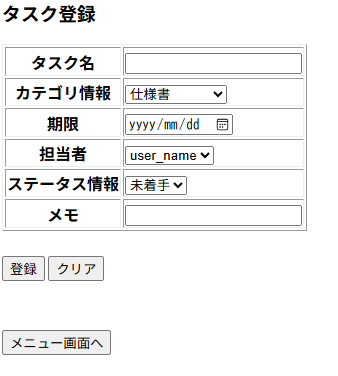 タスク登録
タスク名
カテゴリ情報 仕様書
期限 yyyy/mm/dd
担当者 user_name
ステータス情報 未着手
メモ
登録 クリア
メニュー画面へ